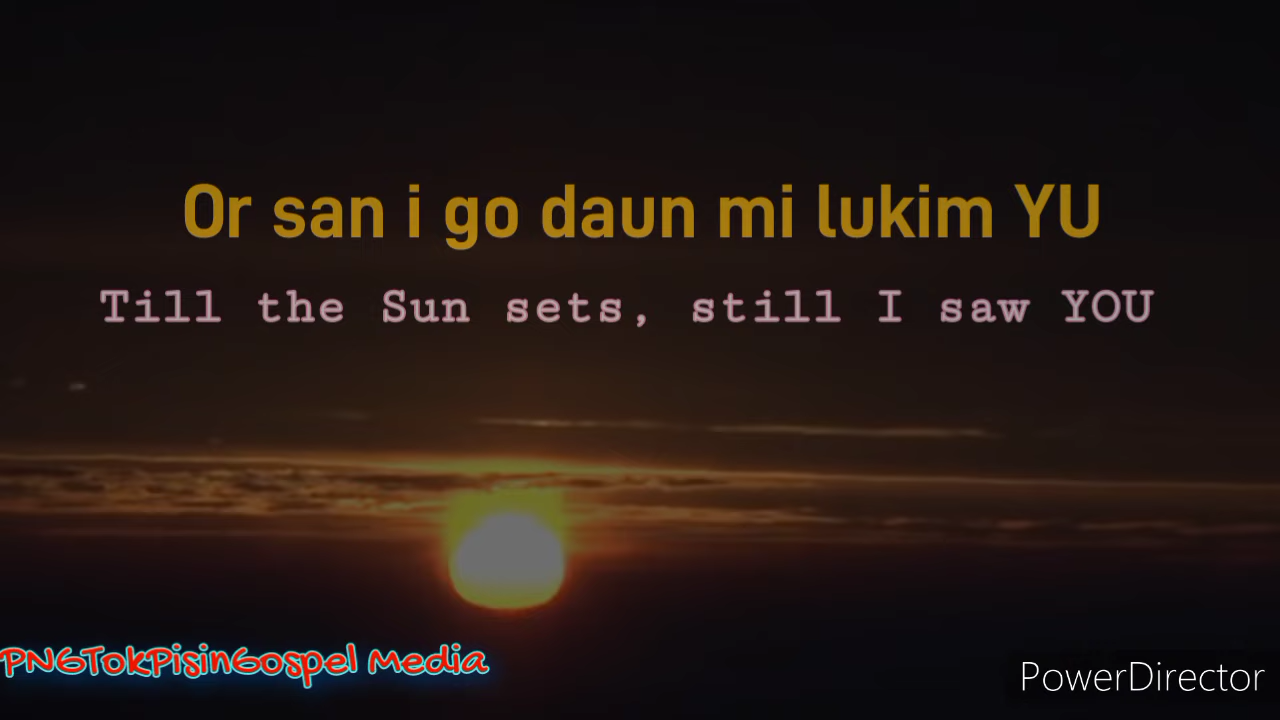 Or san i go daun mi lukim YU
Till the Sun sets, still I saw YOU
PNGTokPisinGospel Media
PowerDirector